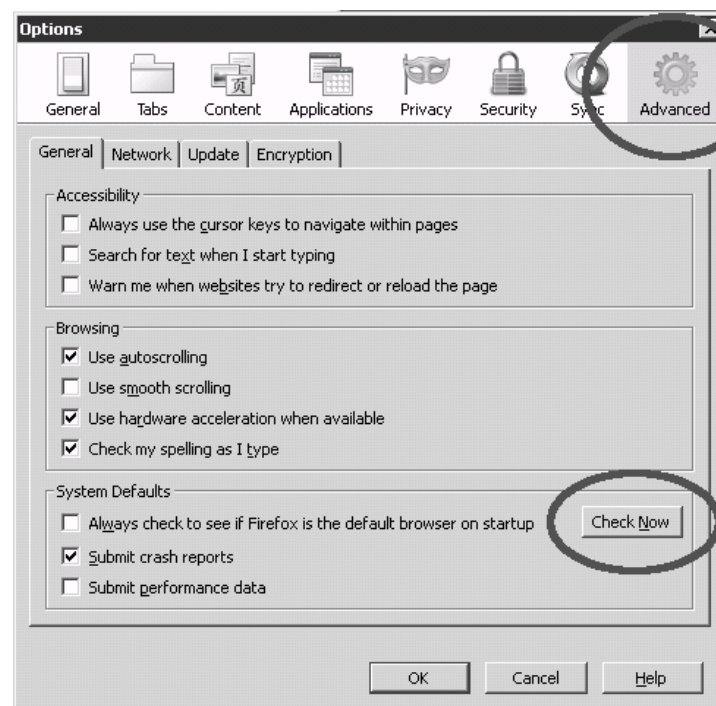 Options
General Tabs Content Applications Privacy Security Sync Advanced
General Network Update Encryption
Accessibility
Always use the cursor keys to navigate within pages
Search for text when I start typing
Warn me when websites try to redirect or reload the page
Browsing
Use autoscrolling
Use smooth scrolling
Use hardware acceleration when available
Check my spelling as I type
System Defaults
Always check to see if Firefox is the default browser on startup Check Now
Submit crash reports
Submit performance data
OK Cancel Help